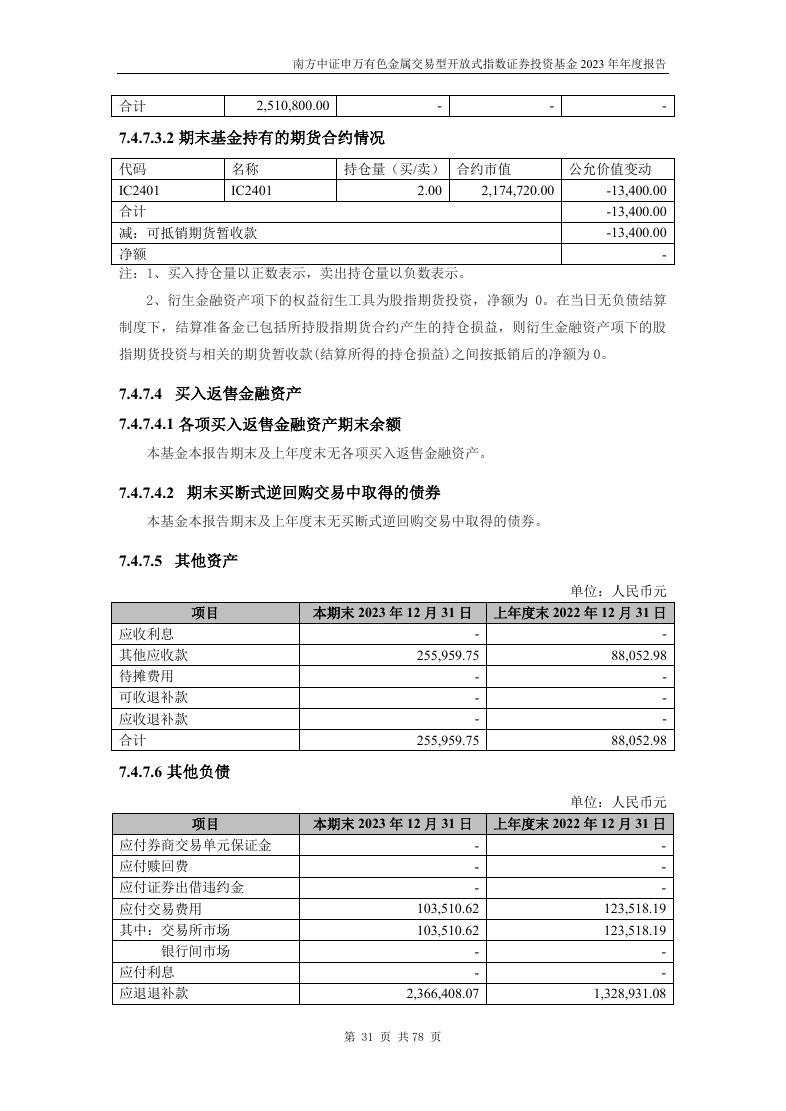 南方中证申万有色金属交易型开放式指数证券投资基金 2023 年年度报告
合计 2,510,800.00 - - -
7.4.7.3.2 期末基金持有的期货合约情况
代码 名称 持仓量（买/卖） 合约市值 公允价值变动
IC2401 IC2401 2.00 2,174,720.00 -13,400.00
合计 -13,400.00
减：可抵销期货暂收款 -13,400.00
净额 -
注：1、买入持仓量以正数表示，卖出持仓量以负数表示。
2、衍生金融资产项下的权益衍生工具为股指期货投资，净额为 0。在当日无负债结算
制度下，结算准备金已包括所持股指期货合约产生的持仓损益，则衍生金融资产项下的股
指期货投资与相关的期货暂收款(结算所得的持仓损益)之间按抵销后的净额为 0。
7.4.7.4 买入返售金融资产
7.4.7.4.1 各项买入返售金融资产期末余额
本基金本报告期末及上年度末无各项买入返售金融资产。
7.4.7.4.2 期末买断式逆回购交易中取得的债券
本基金本报告期末及上年度末无买断式逆回购交易中取得的债券。
7.4.7.5 其他资产
单位：人民币元
项目 本期末 2023 年 12 月 31 日 上年度末 2022 年 12 月 31 日
应收利息 - -
其他应收款 255,959.75 88,052.98
待摊费用 - -
可收退补款 - -
应收退补款 - -
合计 255,959.75 88,052.98
7.4.7.6 其他负债
单位：人民币元
项目 本期末 2023 年 12 月 31 日 上年度末 2022 年 12 月 31 日
应付券商交易单元保证金 - -
应付赎回费 - -
应付证券出借违约金 - -
应付交易费用 103,510.62 123,518.19
其中：交易所市场 103,510.62 123,518.19
银行间市场 - -
应付利息 - -
应退退补款 2,366,408.07 1,328,931.08
第 31 页 共 78 页